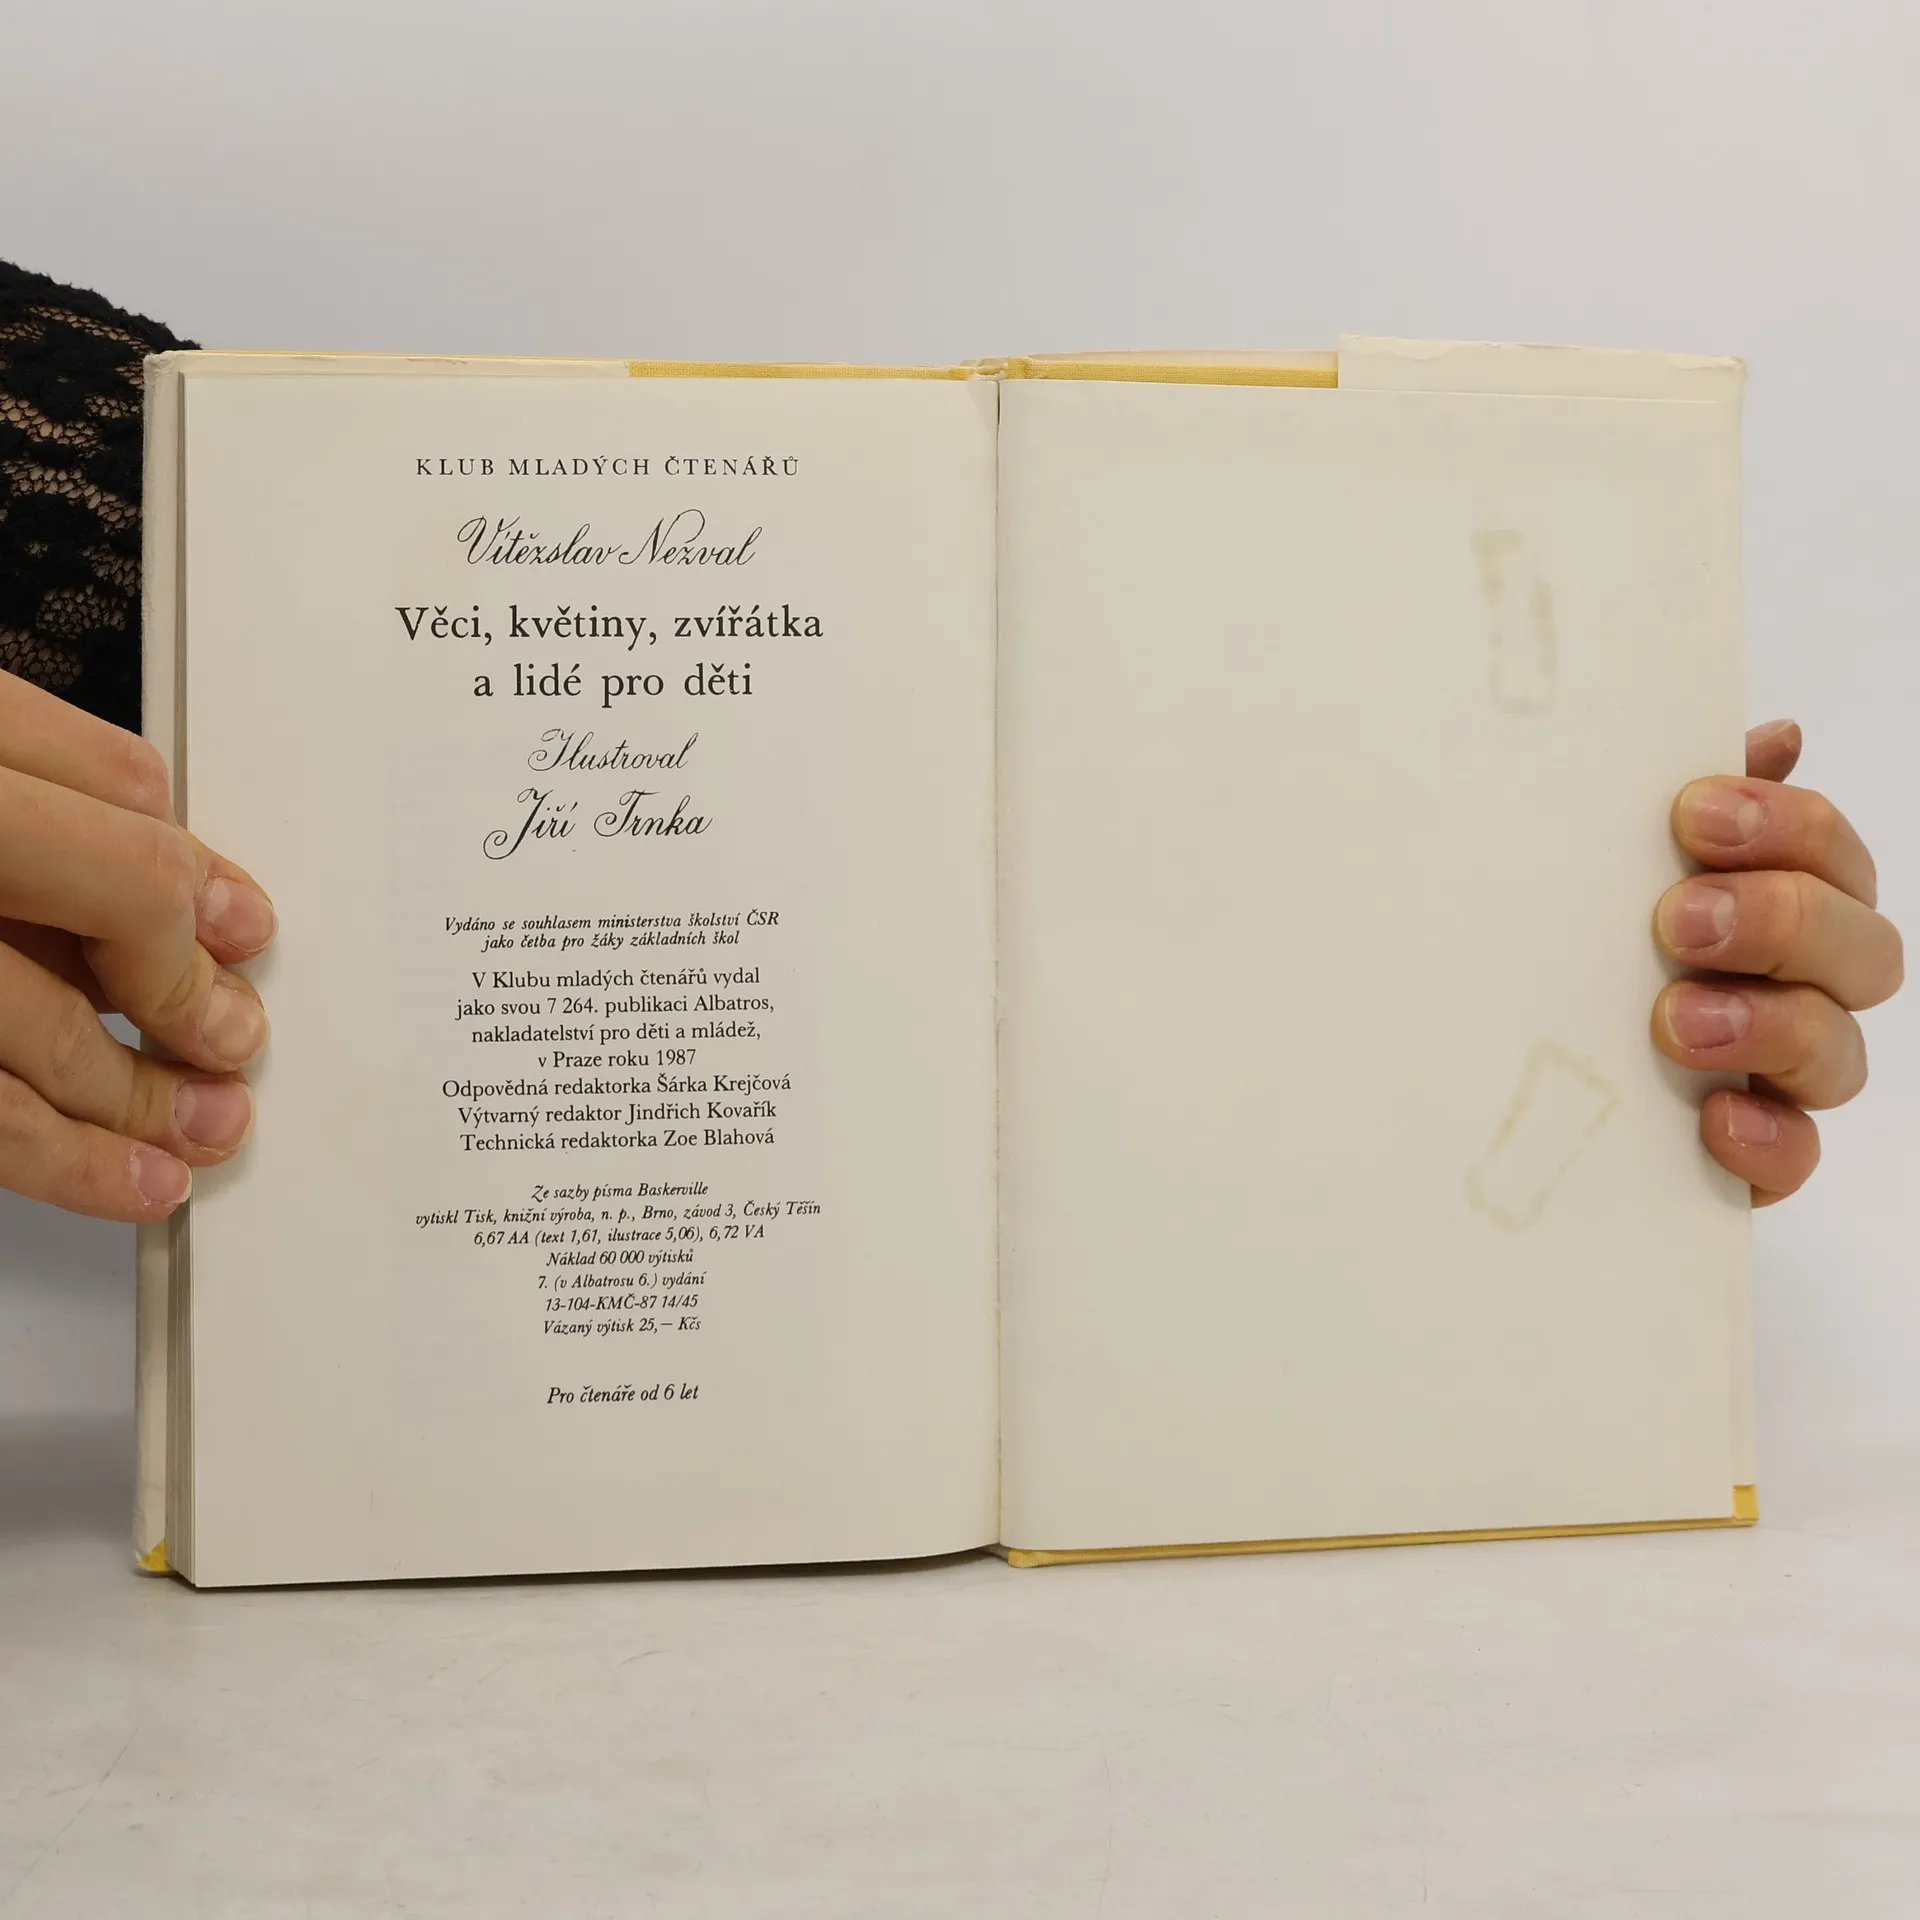 KLUB MLADÝCH ČTENÁŘŮ
Vítězslav Nezval
Věci, květiny, zvířátka
a lidé pro děti
Ilustroval
Jiří Trnka
Vydáno se souhlasem ministerstva školství ČSR
jako četba pro žáky základních škol
V Klubu mladých čtenářů vydal
jako svou 7 264. publikaci Albatros,
nakladatelství pro děti a mládež,
v Praze roku 1987
Odpovědná redaktorka Šárka Krejčová
Výtvarný redaktor Jindřich Kovařík
Technická redaktorka Zoe Blahová
Ze sazby písma Baskerville
vytiskl Tisk, knižní výroba, n. p., Brno, závod 3, Český Těšín
6,67 AA (text 1,61, ilustrace 5,06), 6,72 VA
Náklad 60 000 výtisků
7. (v Albatrosu 6.) vydání
13-104-KMČ-87 14/45
Vázaný výtisk 25,— Kčs
Pro čtenáře od 6 let